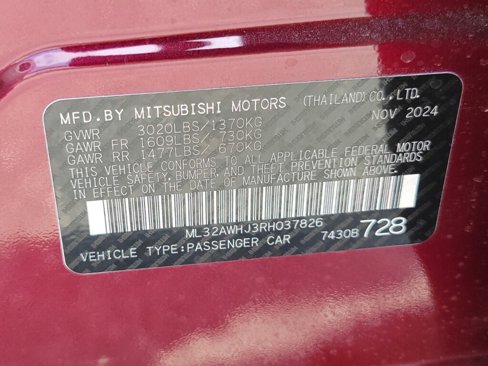 MFD.BY MITSUBISHI MOTORS (THAILAND) CO., LTD.
GVWR 3020LBS/1370KG NOV 2024
GAWR FR 1609LBS/ 730KG
GAWR RR 1477LBS/ 670KG
THIS VEHICLE CONFORMS TO ALL APPLICABLE FEDERAL MOTOR
VEHICLE SAFETY, BUMPER, AND THEFT PREVENTION STANDARDS
IN EFFECT ON THE DATE OF MANUFACTURE SHOWN ABOVE.
ML32AWHJ3RH037826
VEHICLE TYPE:PASSENGER CAR 7430B 728